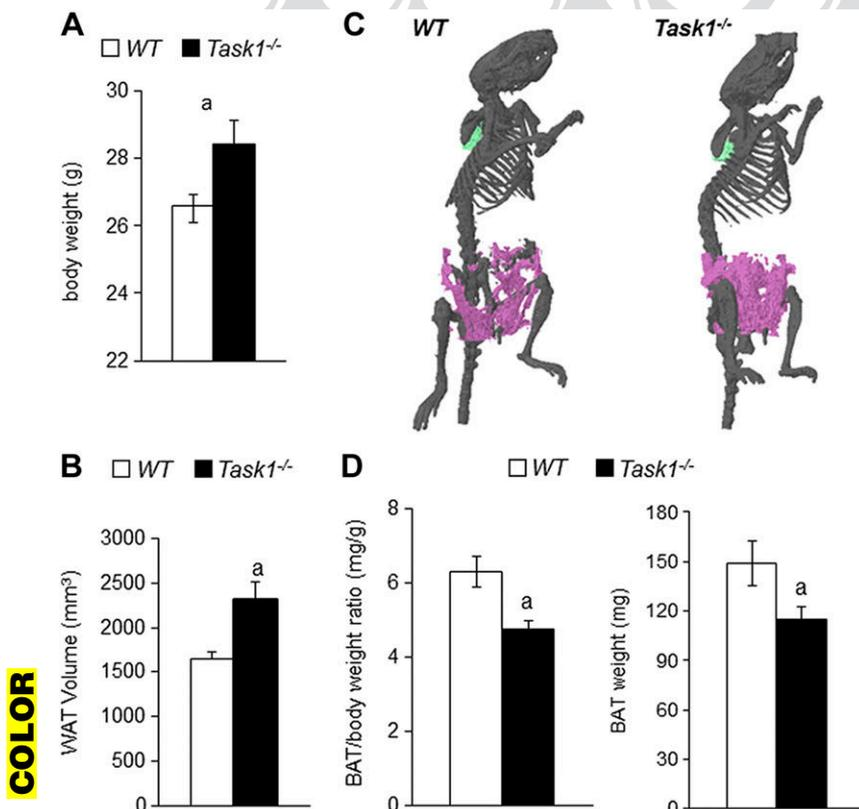 A
WT Task1-/-
a
body weight (g)
30
28
26
24
22
C
WT Task1-/-
B
WT Task1-/-
a
WAT Volume (mm³)
3000
2500
2000
1500
1000
500
0
D
WT Task1-/-
a
BAT/body weight ratio (mg/g)
8
6
4
2
0
a
BAT weight (mg)
180
150
120
90
60
30
0
COLOR